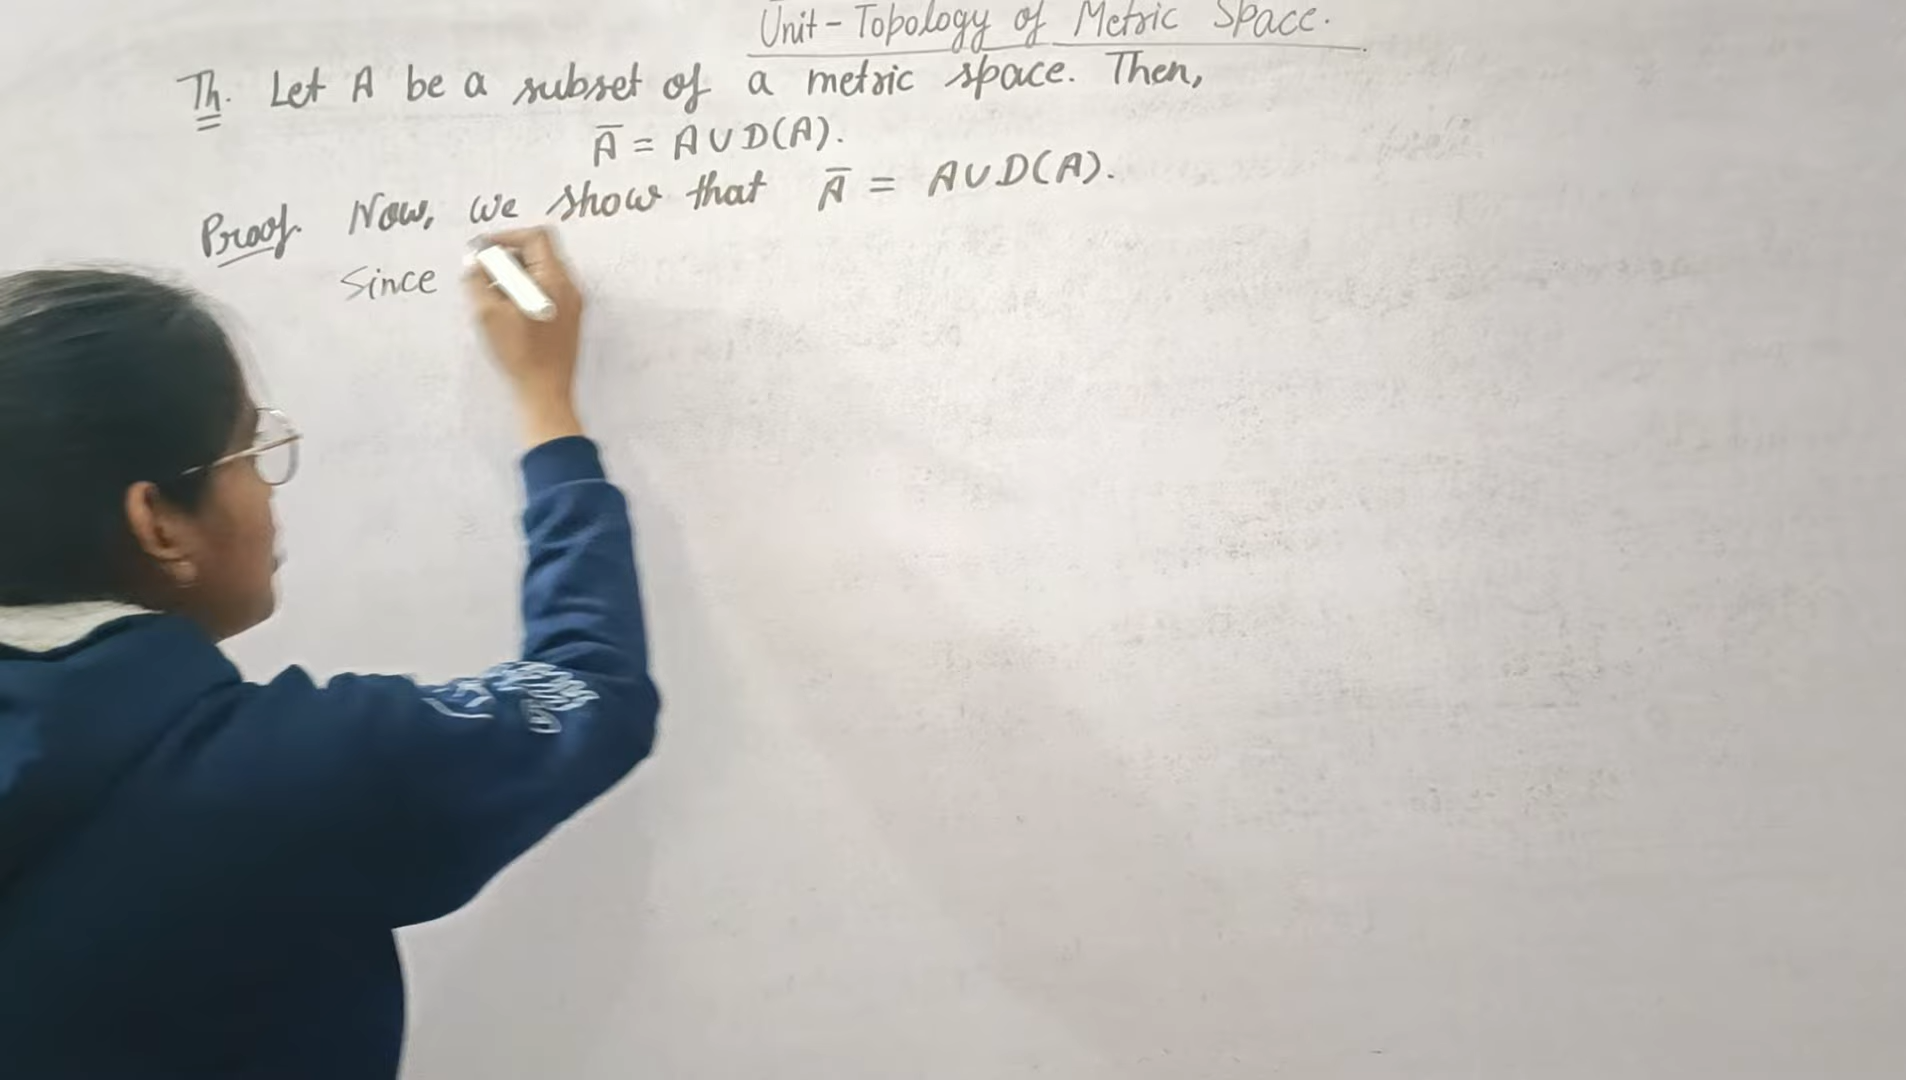 Unit - Topology of Metric Space.
Th. Let A be a subset of a metric space. Then,
A̅ = A ∪ D(A).
Proof. Now, we show that A̅ = A ∪ D(A).
Since